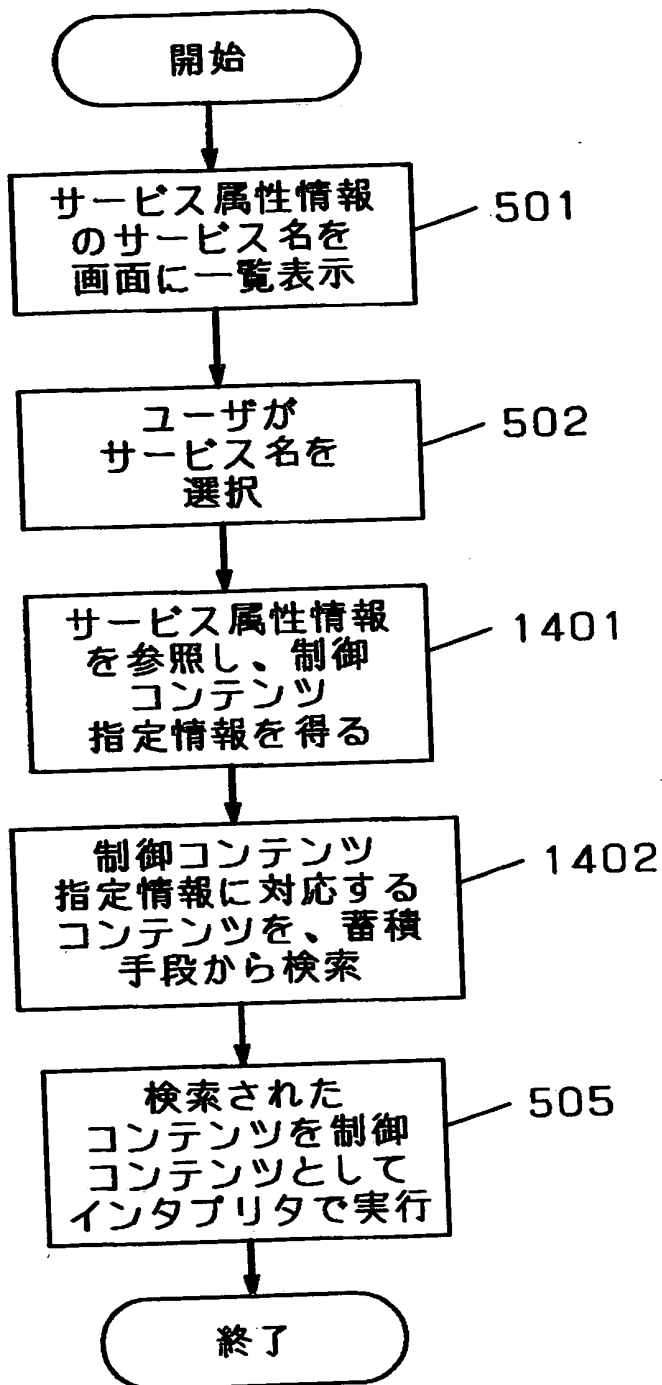 開始
サービス属性情報
のサービス名を
画面に一覧表示
501
ユーザが
サービス名を
選択
502
サービス属性情報
を参照し、制御
コンテンツ
指定情報を得る
1401
制御コンテンツ
指定情報に対応する
コンテンツを、蓄積
手段から検索
1402
検索された
コンテンツを制御
コンテンツとして
インタプリタで実行
505
終了